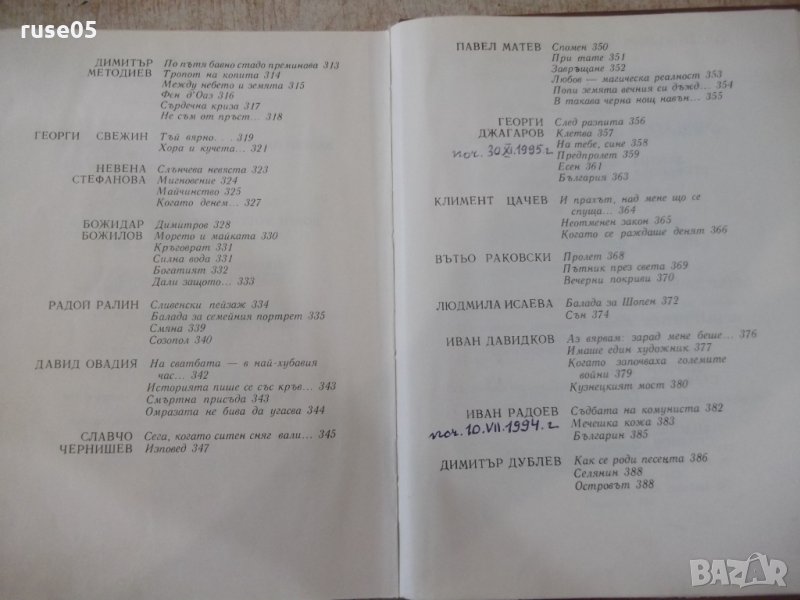 ruse05
ДИМИТЪР По пътя бавно стадо преминава 313
МЕТОДИЕВ Тропот на копита 314
Между небето и земята 315
Фен д'Оаз 316
Сърдечна криза 317
Не съм от пръст... 318
ГЕОРГИ СВЕЖИН Тъй вярно... 319
Хора и кучета... 321
НЕВЕНА Слънчева невяста 323
СТЕФАНОВА Мигновение 324
Майчинство 325
Когато денем... 327
БОЖИДАР Димитров 328
БОЖИЛОВ Морето и майката 330
Кръговрат 331
Силна вода 331
Богатият 332
Дали защото... 333
РАДОЙ РАЛИН Сливенски пейзаж 334
Балада за семейния портрет 335
Смяна 339
Созопол 340
ДАВИД ОВАДИЯ На сватбата — в най-хубавия
час... 342
Историята пише се със кръв... 343
Смъртна присъда 343
Омразата не бива да угасва 344
СЛАВЧО Сега, когато ситен сняг вали... 345
ЧЕРНИШЕВ Изповед 347
ПАВЕЛ МАТЕВ Спомен 350
При тате 351
Завръщане 352
Любов — магическа реалност 353
Попи земята вечния си дъжд... 354
В такава черна нощ навън... 355
ГЕОРГИ След разпита 356
ДЖАГАРОВ Клетва 357
поч. 30.XI.1995 г. На тебе, сине 358
Предпролет 359
Есен 361
България 363
КЛИМЕНТ ЦАЧЕВ И прахът, над мене що се
спуща... 364
Неотменен закон 365
Когато се раждаше денят 366
ВЪТЬО РАКОВСКИ Пролет 368
Пътник през света 369
Вечерни покриви 370
ЛЮДМИЛА ИСАЕВА Балада за Шопен 372
Сън 374
ИВАН ДАВИДКОВ Аз вярвам: зарад мене беше... 376
Имаше един художник 377
Когато започваха големите
войни 379
Кузнецкият мост 380
ИВАН РАДОЕВ Съдбата на комуниста 382
поч. 10.VII.1994 г. Мечешка кожа 383
Българин 385
ДИМИТЪР ДУБЛЕВ Как се роди песента 386
Селянин 388
Островът 388
BAZAR